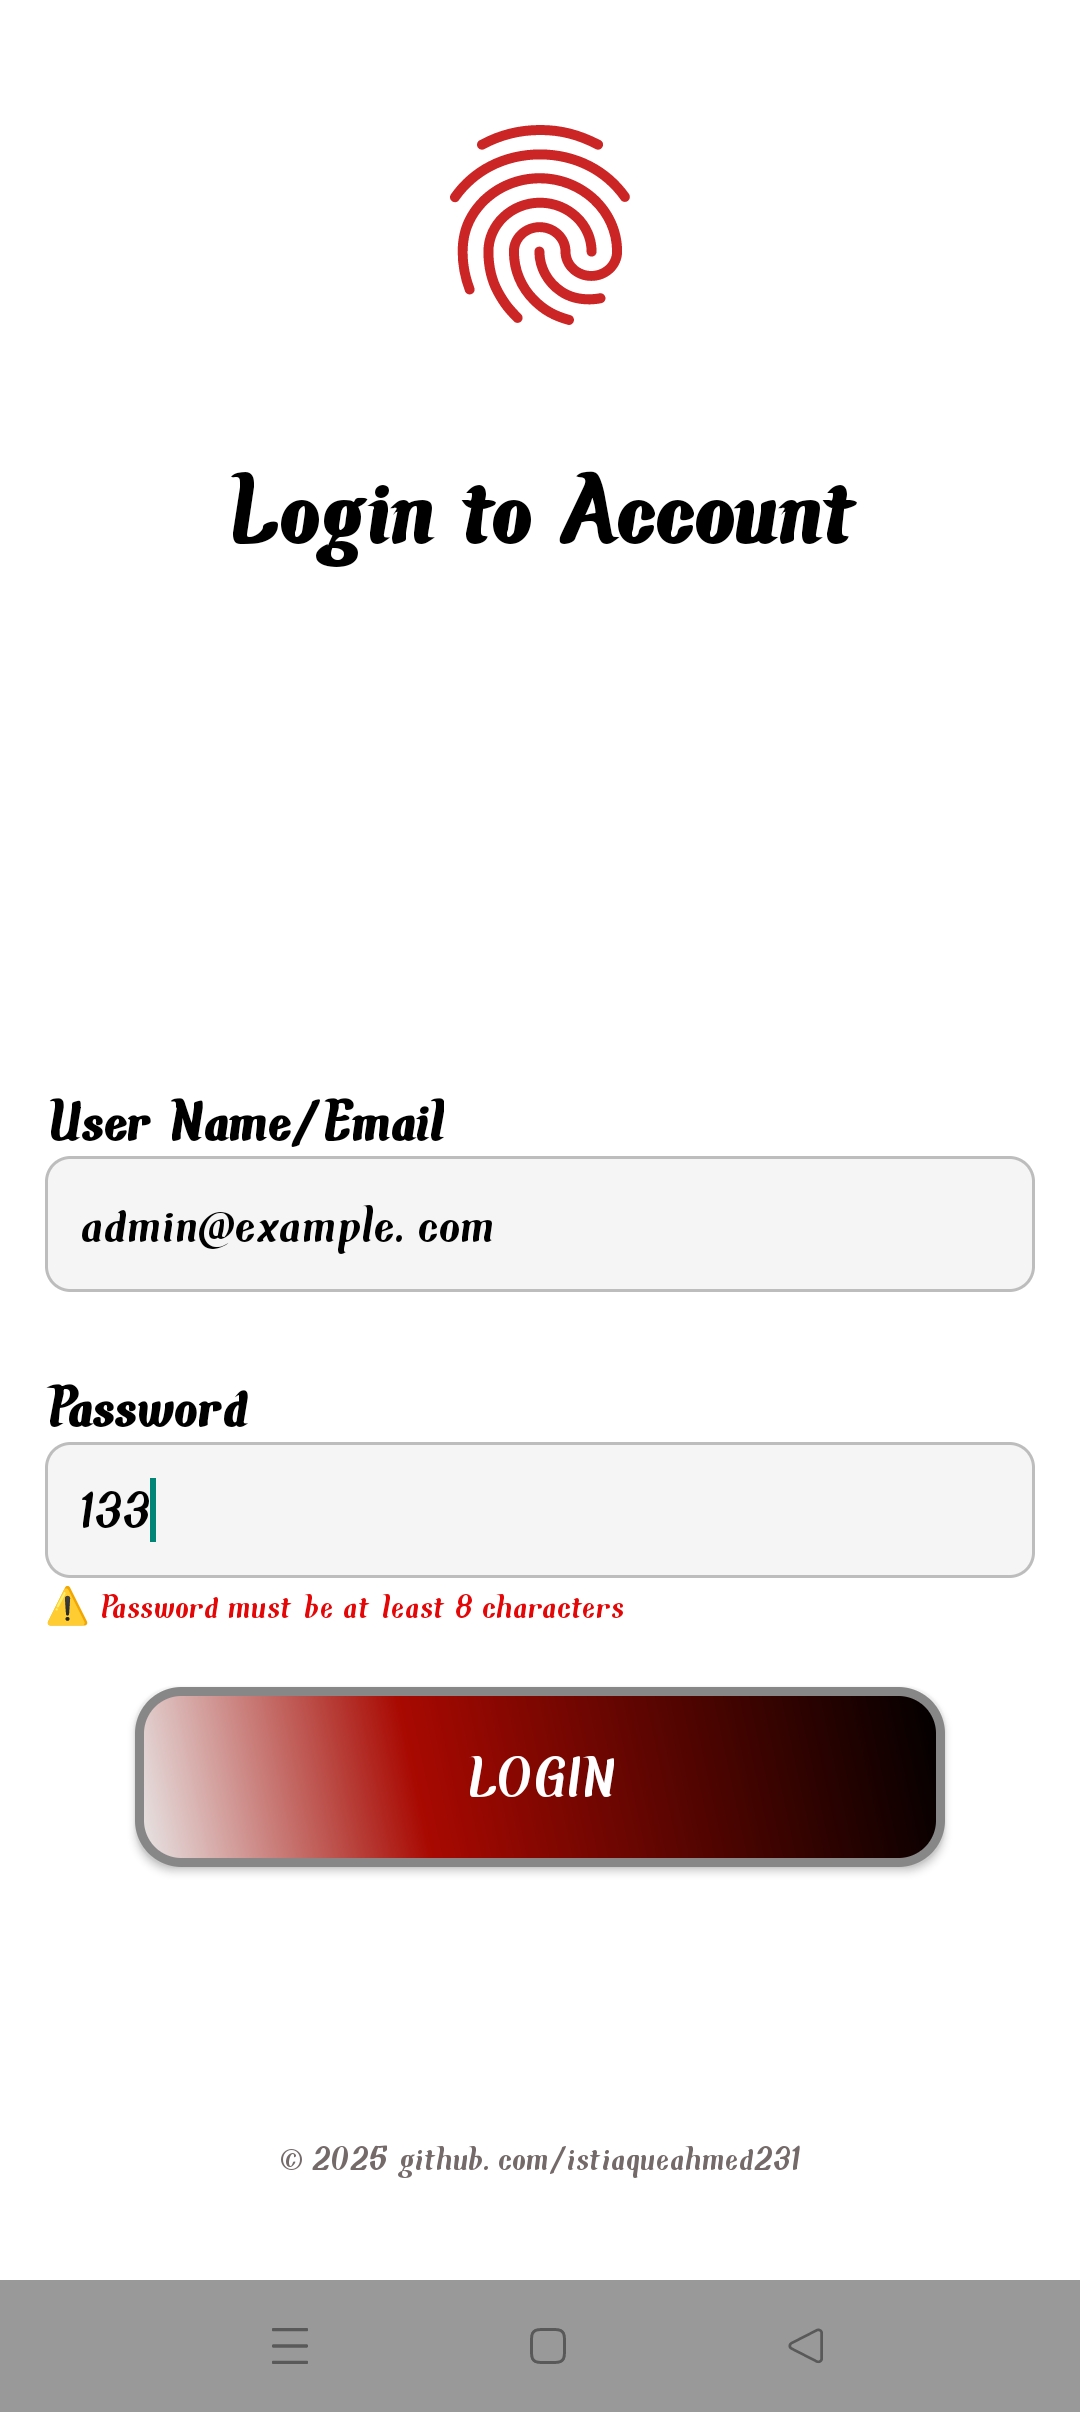 Login to Account
User Name/Email
admin@example. com
Password
133
⚠️ Password must be at least 8 characters
LOGIN
© 2025 github. com/istiaqueahmed231